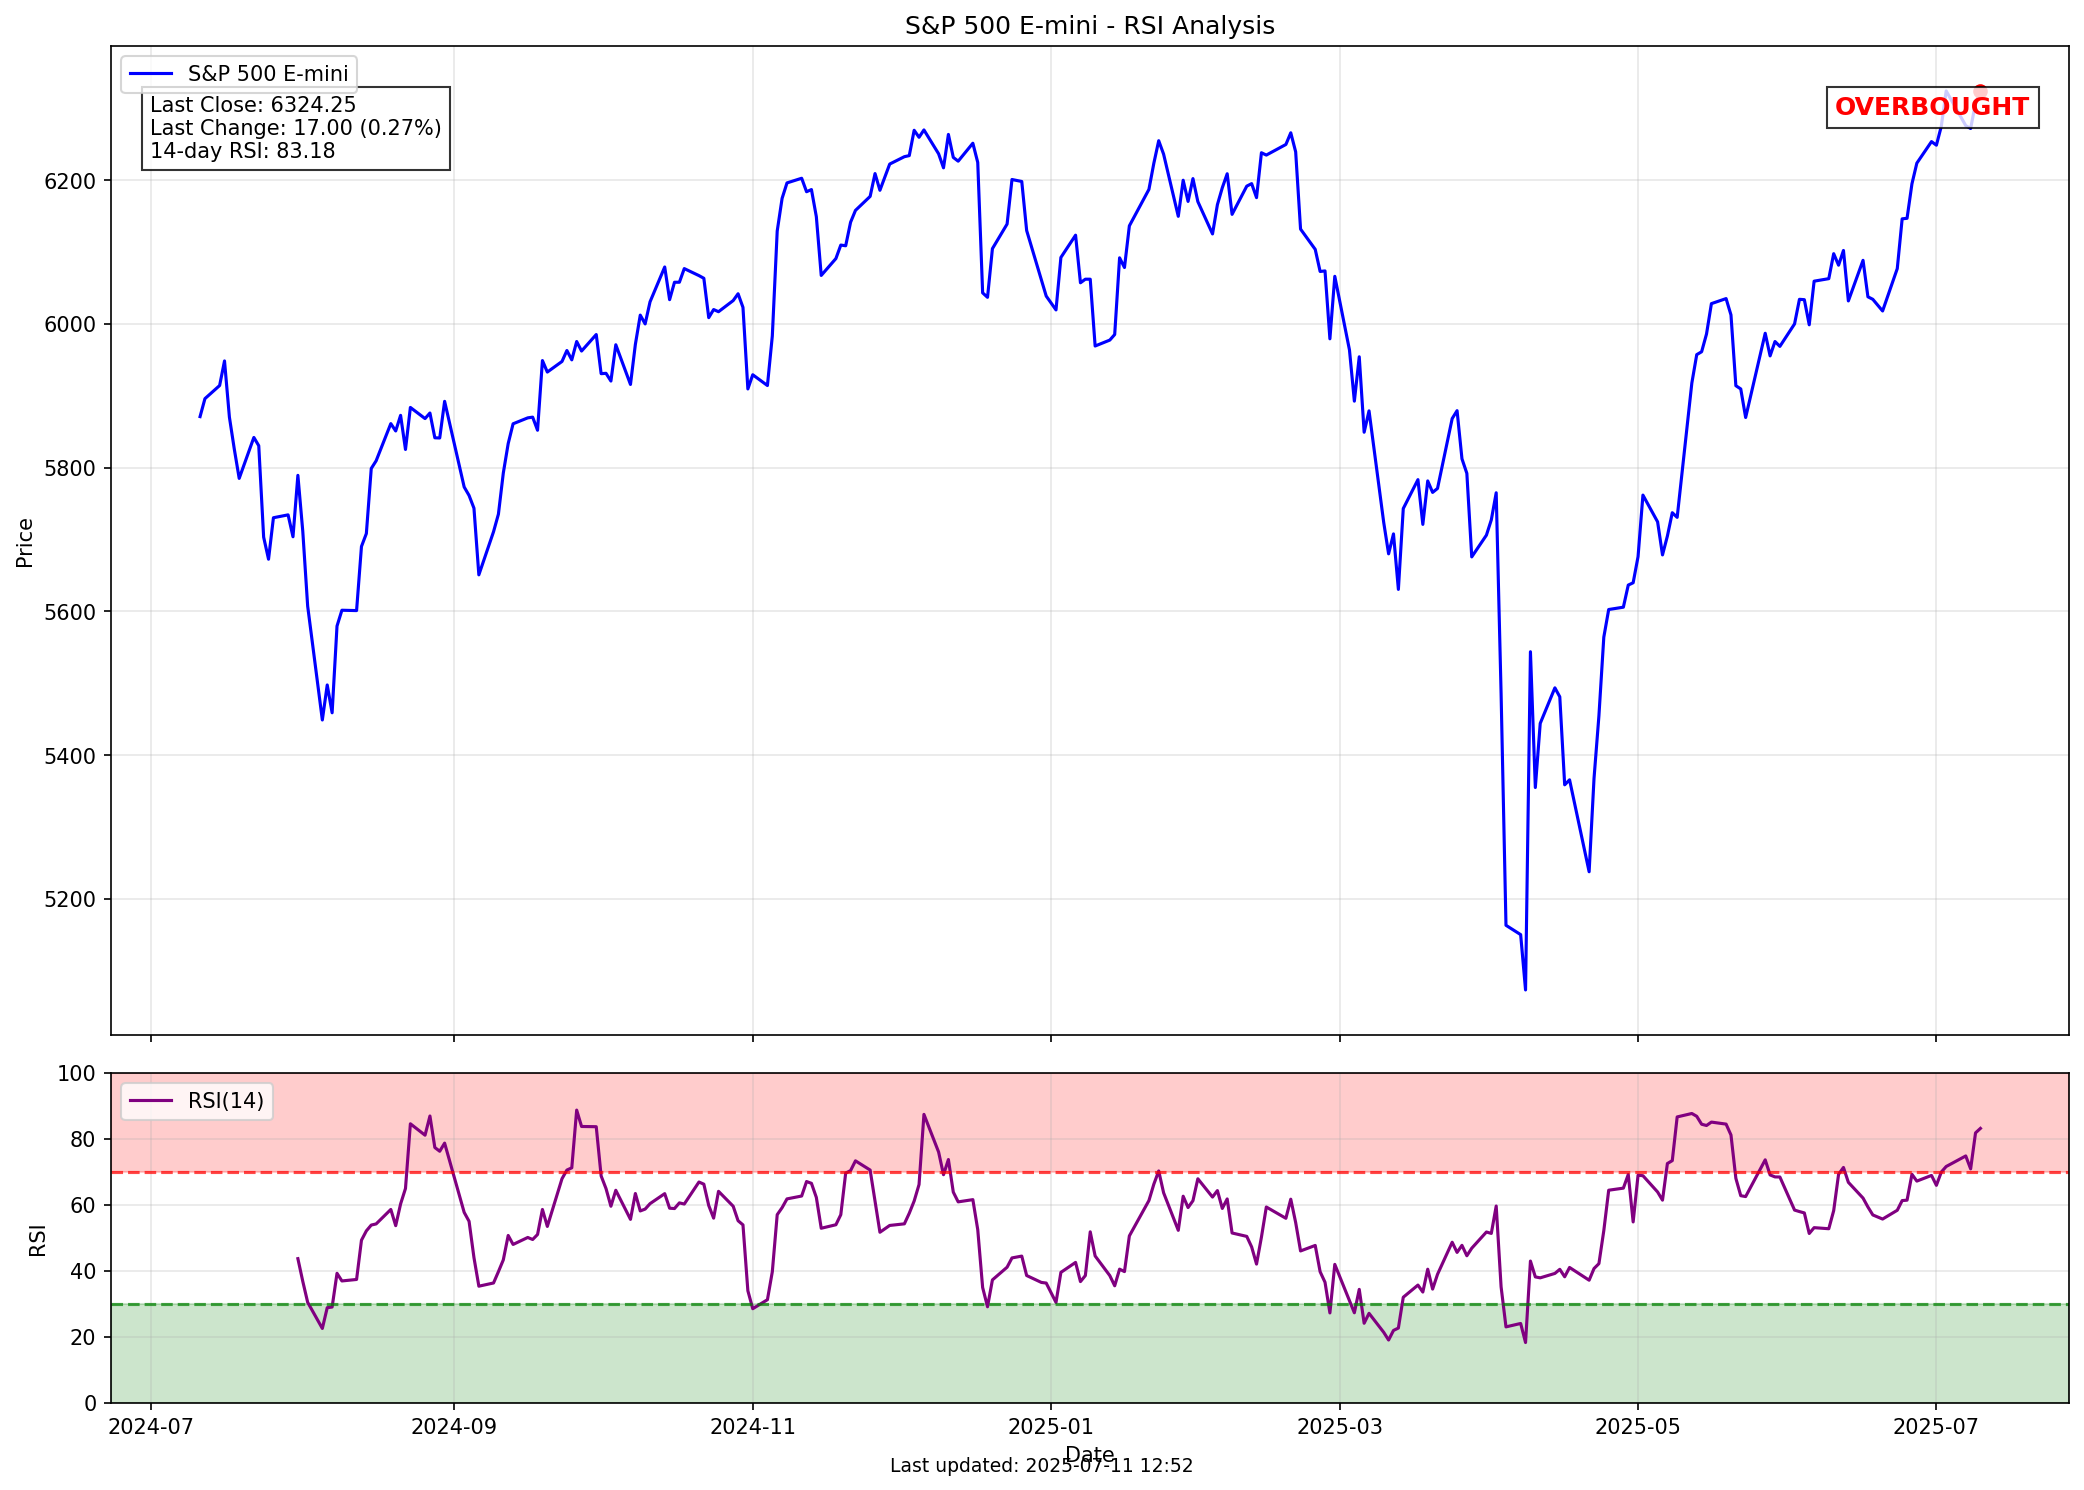 S&P 500 E-mini - RSI Analysis
S&P 500 E-mini
Last Close: 6324.25
Last Change: 17.00 (0.27%)
14-day RSI: 83.18
OVERBOUGHT
Price
6200
6000
5800
5600
5400
5200
RSI(14)
RSI
100
80
60
40
20
0
2024-07
2024-09
2024-11
2025-01
2025-03
2025-05
2025-07
Date
Last updated: 2025-07-11 12:52